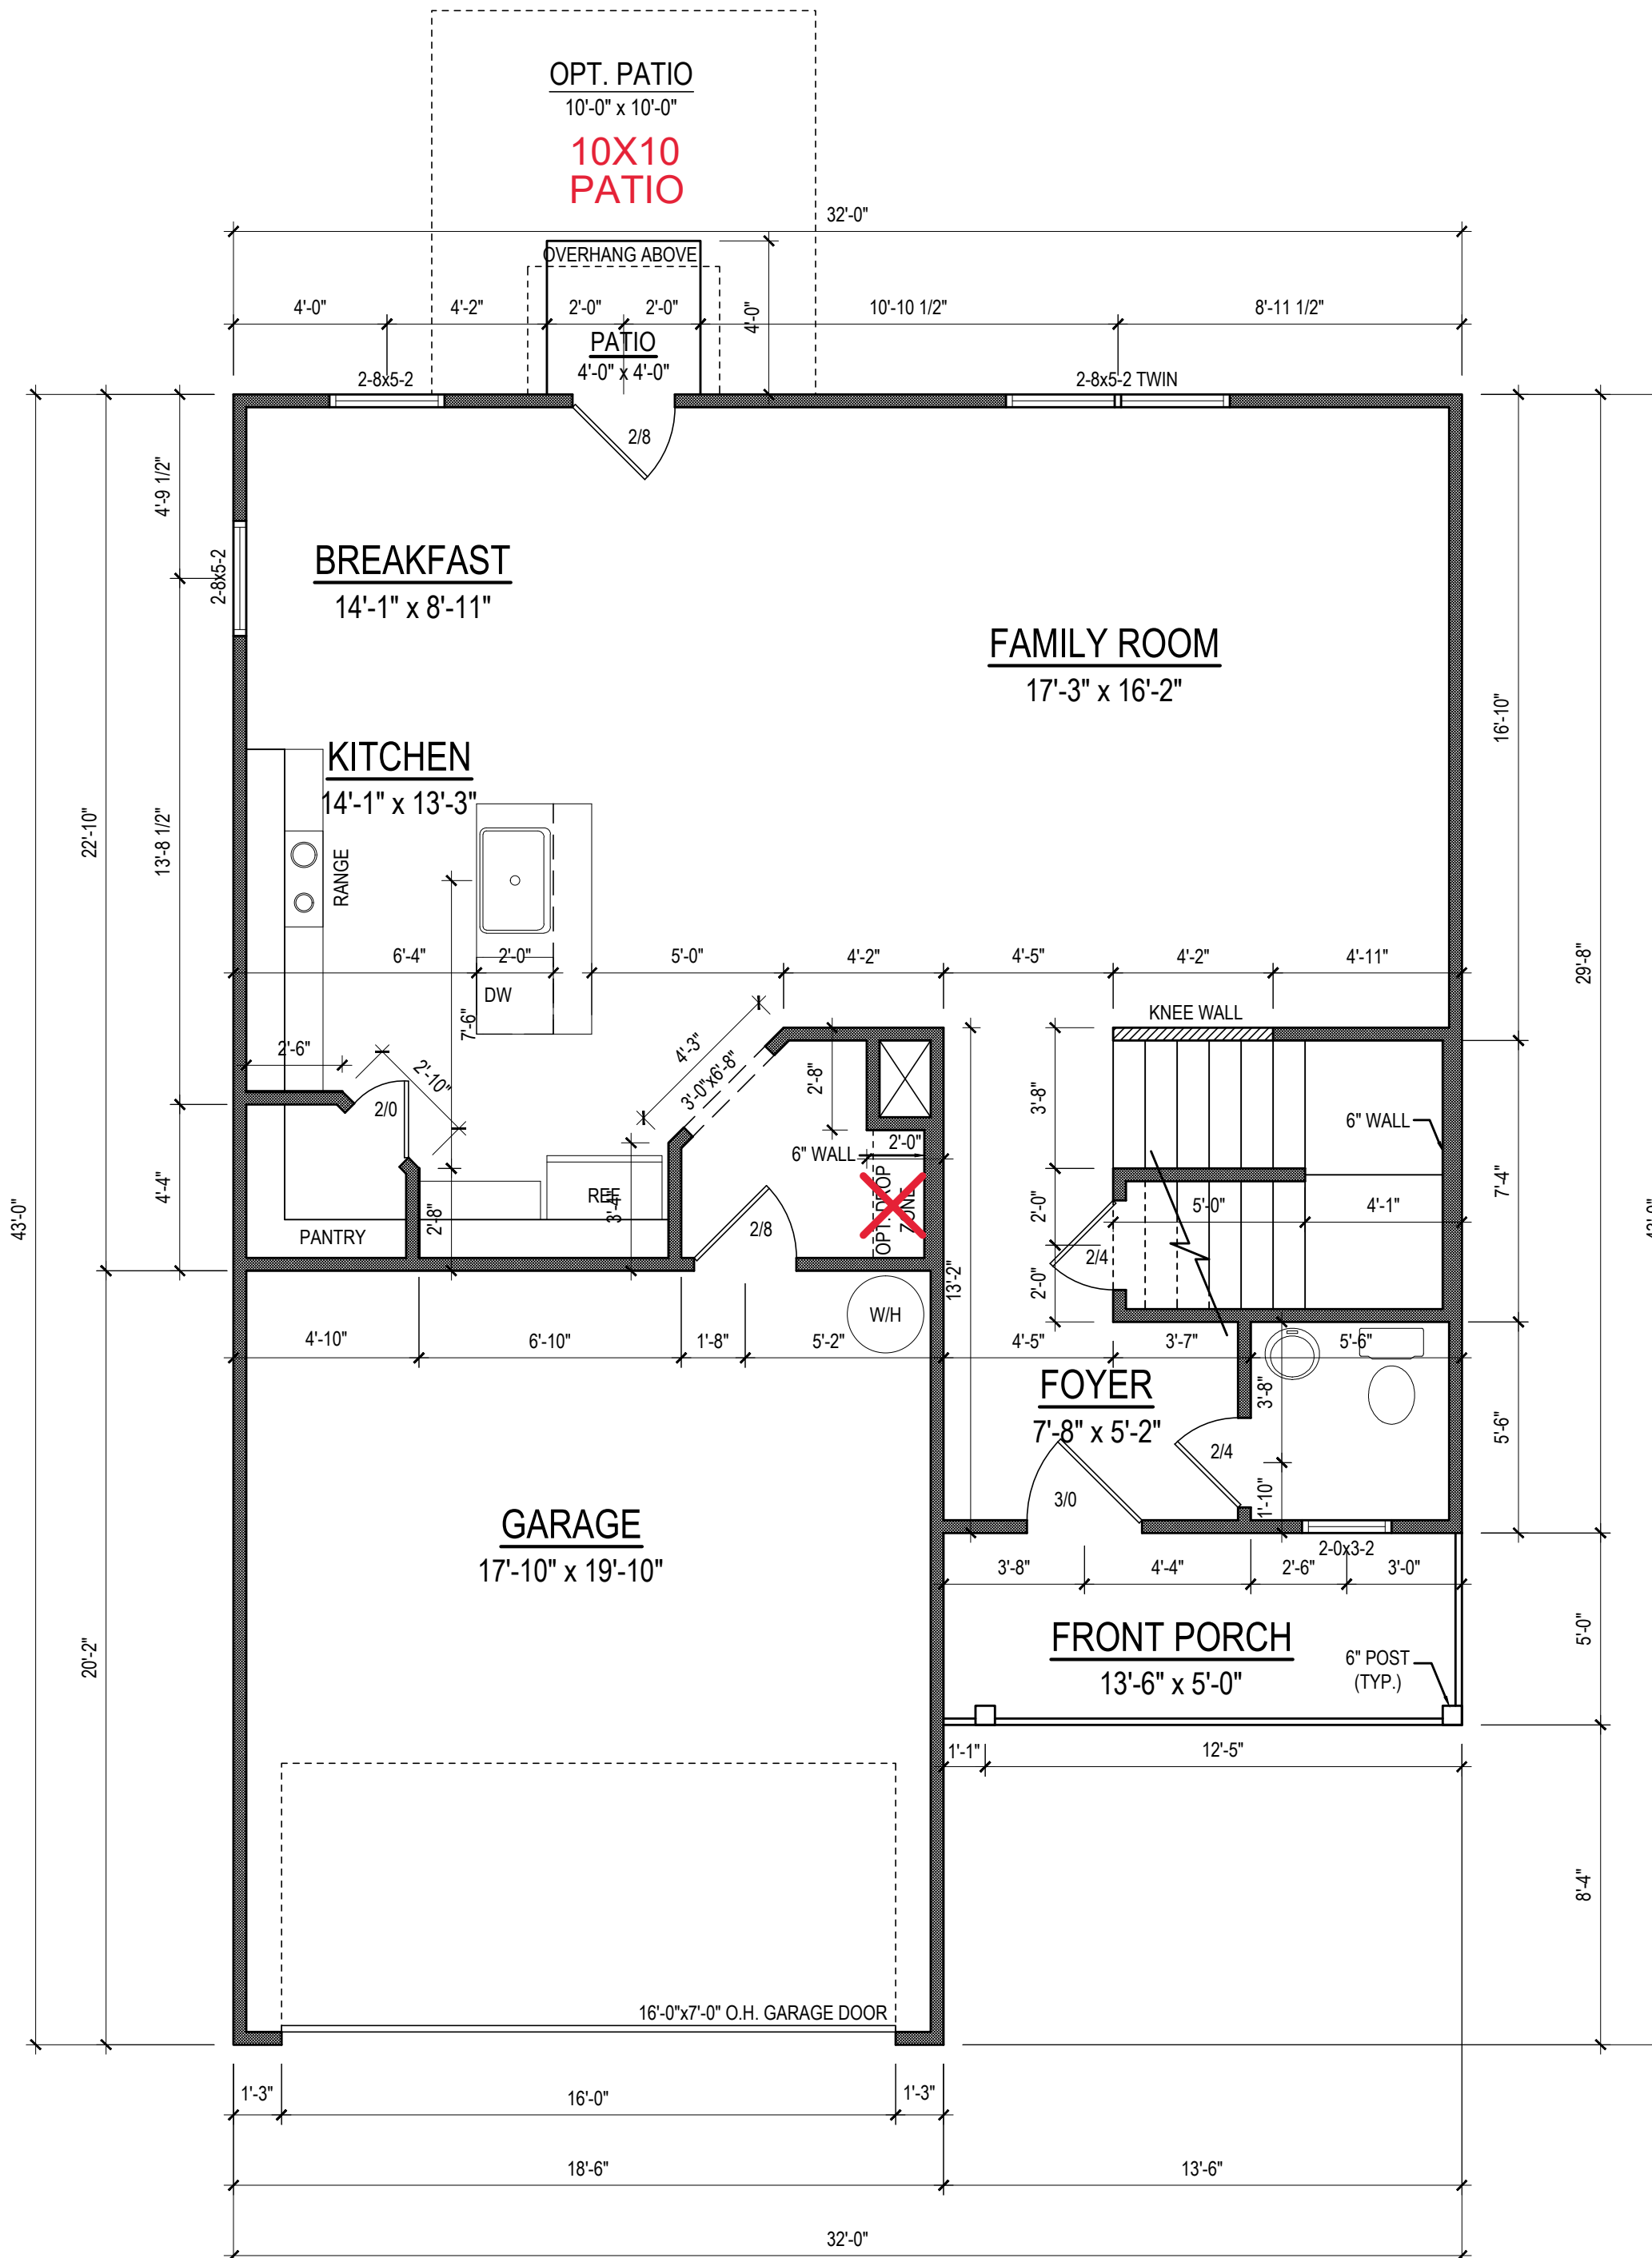 OPT. PATIO
10'-0" x 10'-0"
10X10
PATIO
32'-0"
OVERHANG ABOVE
4'-0"
4'-2"
2'-0"
2'-0"
10'-10 1/2"
8'-11 1/2"
4'-0"
PATIO
4'-0" x 4'-0"
2-8x5-2
2-8x5-2 TWIN
2/8
4'-9 1/2"
2-8x5-2
BREAKFAST
14'-1" x 8'-11"
FAMILY ROOM
17'-3" x 16'-2"
16'-10"
KITCHEN
14'-1" x 13'-3"
22'-10"
13'-8 1/2"
RANGE
29'-8"
6'-4"
2'-0"
5'-0"
4'-2"
4'-5"
4'-2"
4'-11"
DW
7'-6"
KNEE WALL
2'-6"
2'-10"
4'-3"
3'-0"x6'-8"
2'-8"
3'-8"
2/0
6" WALL
6" WALL
2'-0"
4'-4"
43'-0"
REF
3'-4"
2'-8"
OPT. DROP
ZONE
2'-0"
5'-0"
4'-1"
7'-4"
43'-0"
PANTRY
2/8
2/4
13'-2"
2'-0"
W/H
4'-10"
6'-10"
1'-8"
5'-2"
4'-5"
3'-7"
5'-6"
FOYER
7'-8" x 5'-2"
3'-8"
5'-6"
2/4
3/0
1'-10"
GARAGE
17'-10" x 19'-10"
2-0x3-2
3'-8"
4'-4"
2'-6"
3'-0"
20'-2"
FRONT PORCH
13'-6" x 5'-0"
6" POST
(TYP.)
5'-0"
1'-1"
12'-5"
8'-4"
16'-0"x7'-0" O.H. GARAGE DOOR
1'-3"
16'-0"
1'-3"
18'-6"
13'-6"
32'-0"